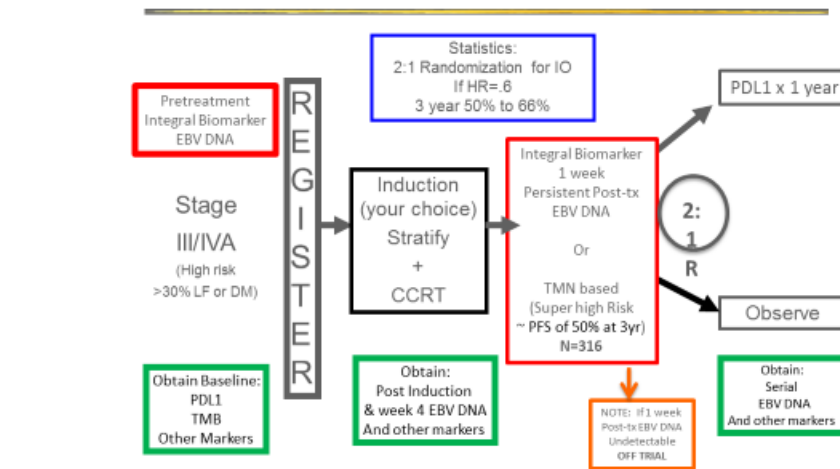 Statistics:
2:1 Randomization for IO
If HR=.6
3 year 50% to 66%
Pretreatment
Integral Biomarker
EBV DNA
R
E
G
I
S
T
E
R
Stage
III/IVA
(High risk
>30% LF or DM)
Obtain Baseline:
PDL1
TMB
Other Markers
Induction
(your choice)
Stratify
+
CCRT
Obtain:
Post Induction
& week 4 EBV DNA
And other markers
Integral Biomarker
1 week
Persistent Post-tx
EBV DNA
Or
TMN based
(Super high Risk
~ PFS of 50% at 3yr)
N=316
NOTE: If 1 week
Post-tx EBV DNA
Undetectable
OFF TRIAL
PDL1 x 1 year
2:
1
R
Observe
Obtain:
Serial
EBV DNA
And other markers